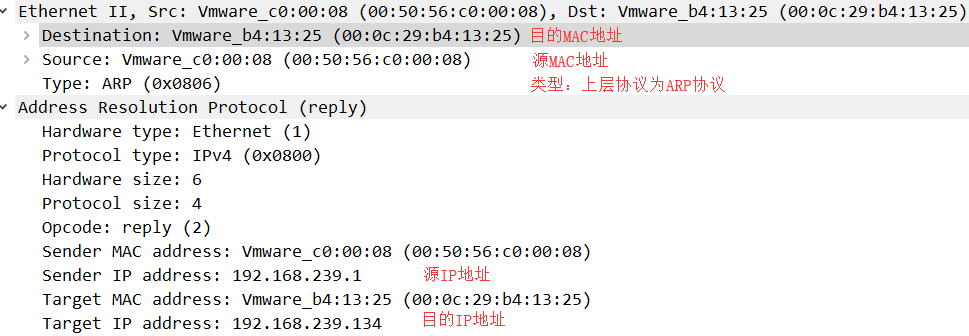 Ethernet II, Src: Vmware_c0:00:08 (00:50:56:c0:00:08), Dst: Vmware_b4:13:25 (00:0c:29:b4:13:25)
Destination: Vmware_b4:13:25 (00:0c:29:b4:13:25) 目的MAC地址
Source: Vmware_c0:00:08 (00:50:56:c0:00:08) 源MAC地址
Type: ARP (0x0806) 类型：上层协议为ARP协议
Address Resolution Protocol (reply)
Hardware type: Ethernet (1)
Protocol type: IPv4 (0x0800)
Hardware size: 6
Protocol size: 4
Opcode: reply (2)
Sender MAC address: Vmware_c0:00:08 (00:50:56:c0:00:08)
Sender IP address: 192.168.239.1 源IP地址
Target MAC address: Vmware_b4:13:25 (00:0c:29:b4:13:25)
Target IP address: 192.168.239.134 目的IP地址